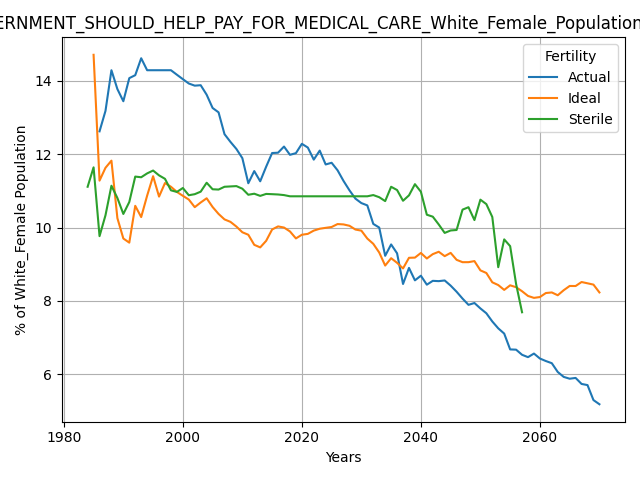 ERNMENT_SHOULD_HELP_PAY_FOR_MEDICAL_CARE_White_Female_Population
Fertility
Actual
Ideal
Sterile
% of White_Female Population
14
12
10
8
6
1980
2000
2020
2040
2060
Years